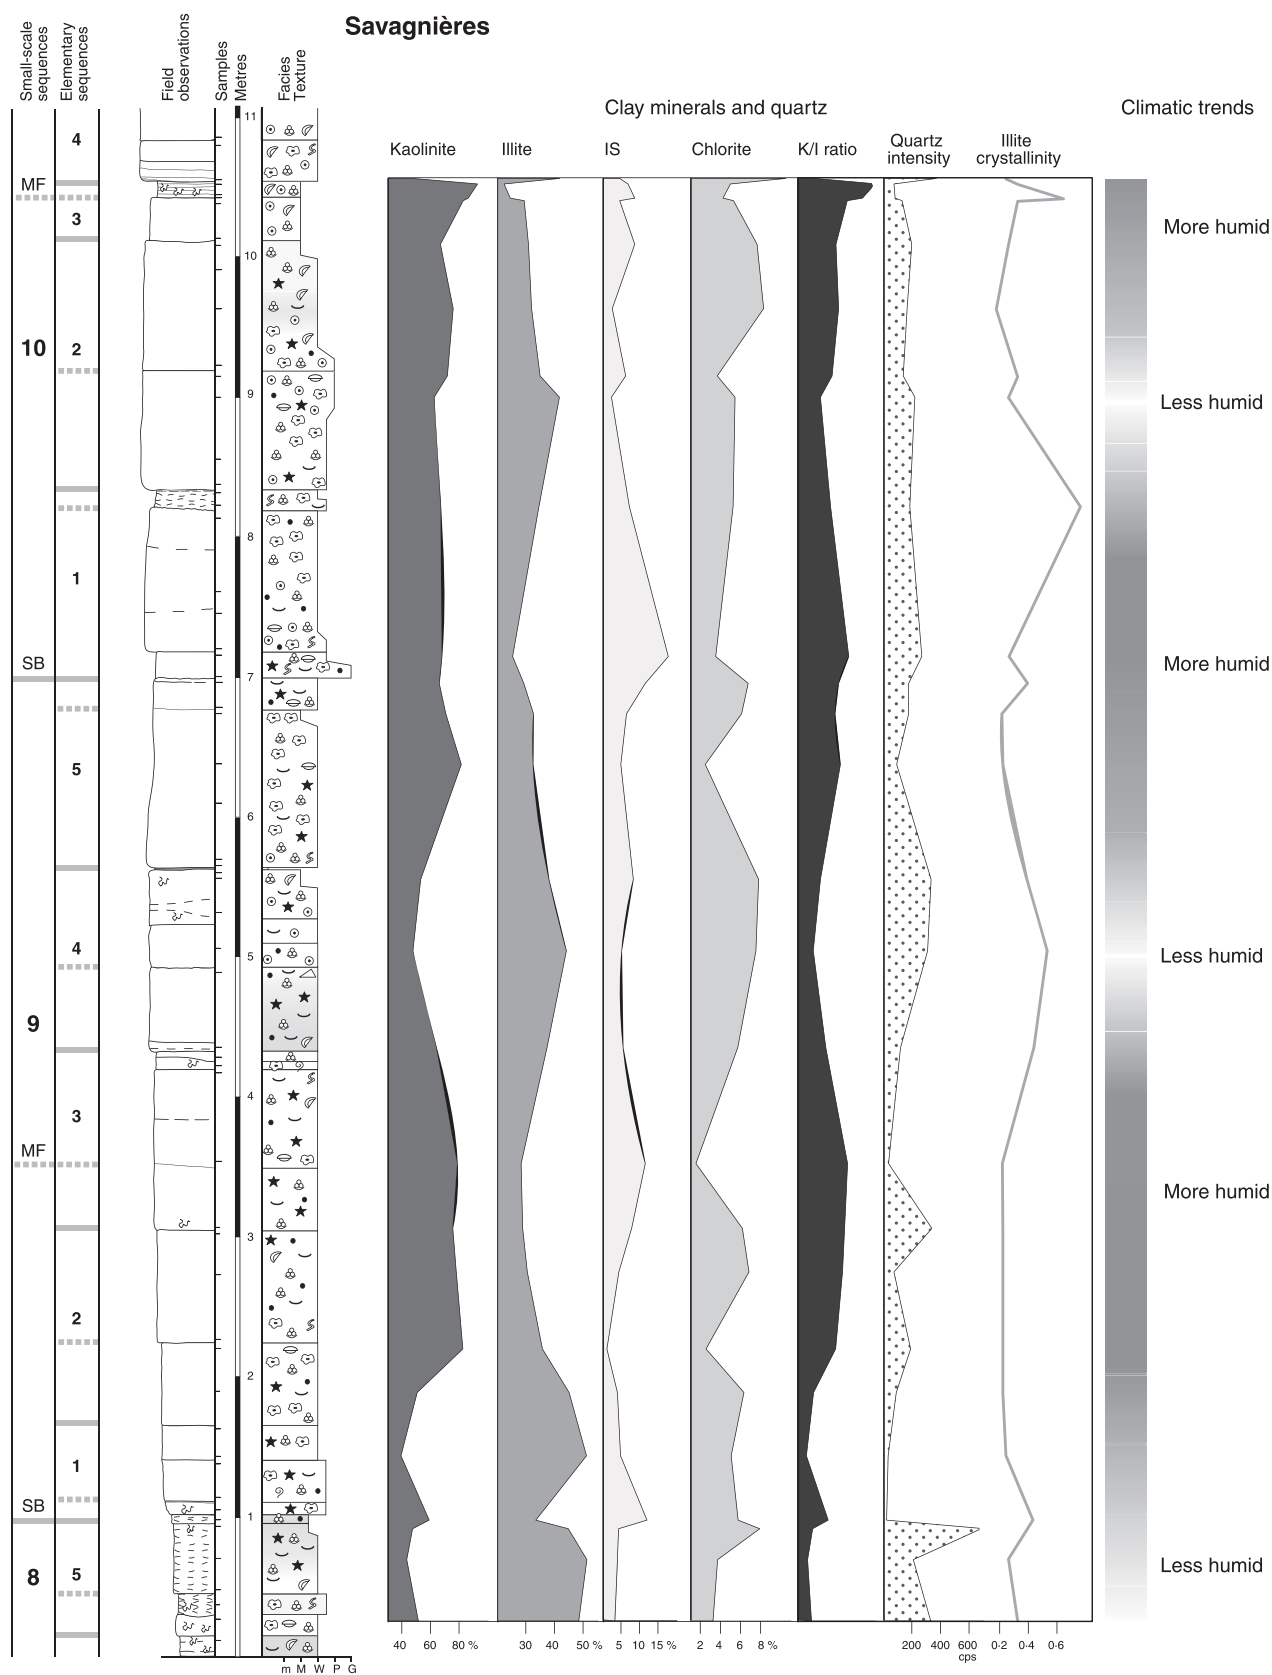 Savagnières
Small-scale
sequences
Elementary
sequences
Field
observations
Samples
Metres
Facies
Texture
Clay minerals and quartz
Climatic trends
Kaolinite
Illite
IS
Chlorite
K/I ratio
Quartz
intensity
Illite
crystallinity
11
4
MF
3
More humid
10
10
2
9
Less humid
8
1
SB
7
More humid
5
6
4
5
Less humid
9
3
4
MF
More humid
3
2
2
1
SB
1
8
5
Less humid
40 60 80 %
30 40 50 %
5 10 15 %
2 4 6 8 %
200 400 600
cps
0·2 0·4 0·6
m M W P G